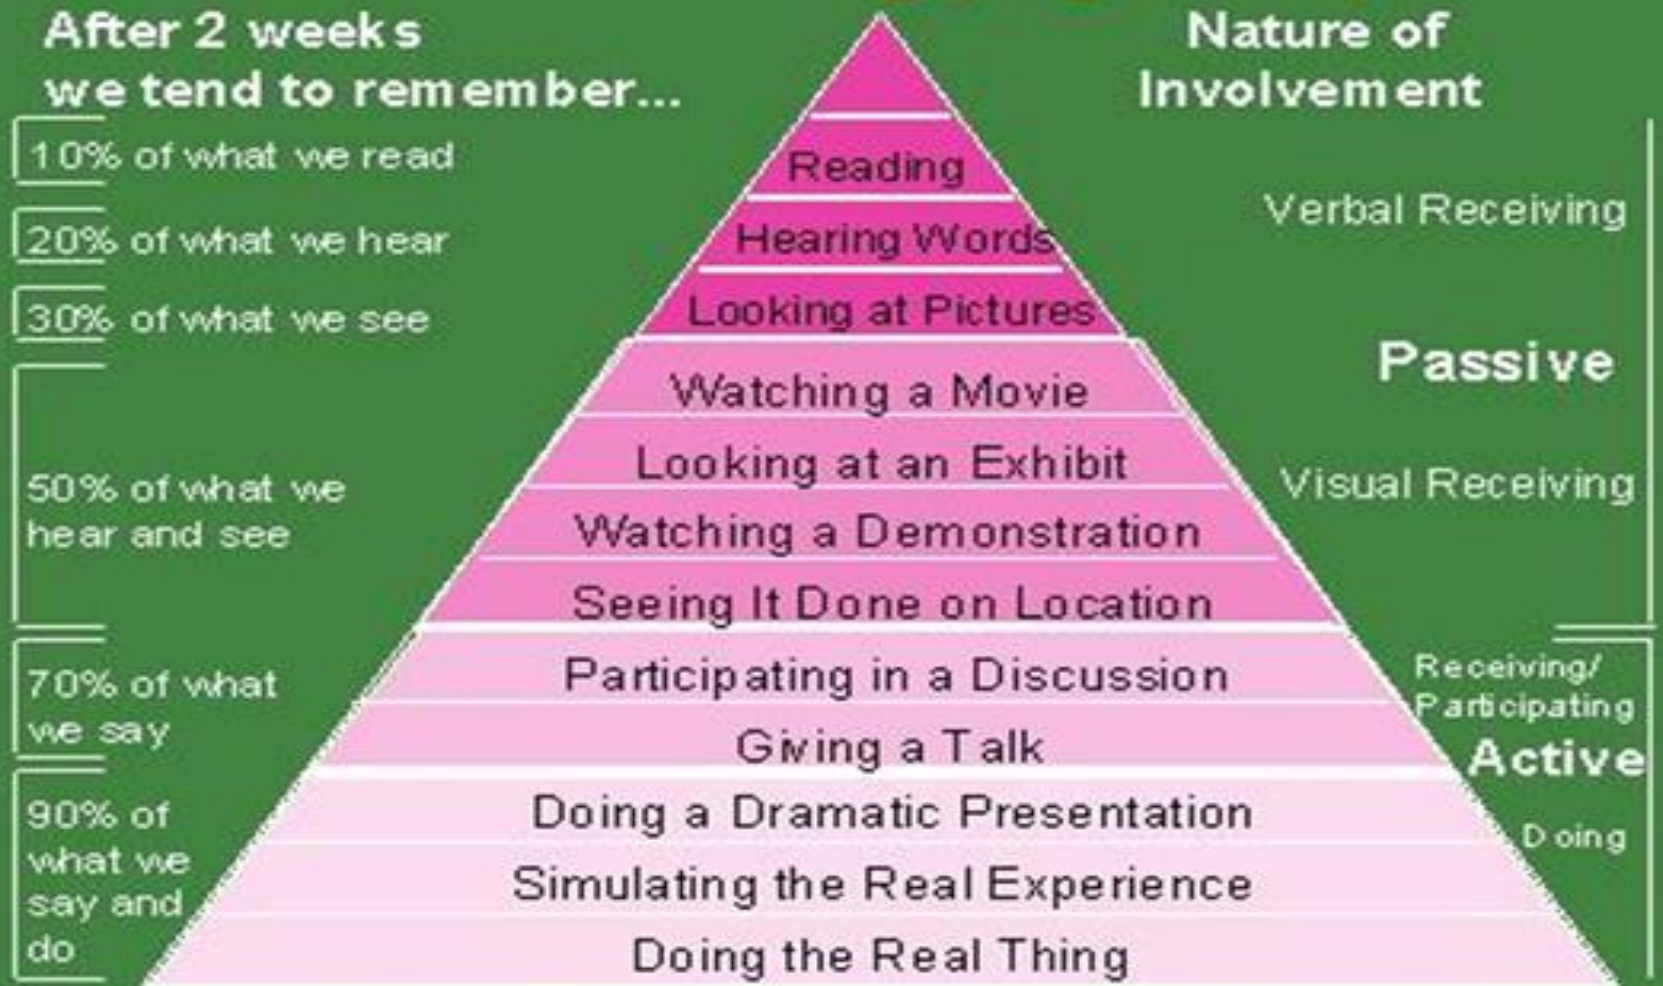 After 2 weeks
we tend to remember...
10% of what we read
20% of what we hear
30% of what we see
50% of what we
hear and see
70% of what
we say
90% of
what we
say and
do
Reading
Hearing Words
Looking at Pictures
Watching a Movie
Looking at an Exhibit
Watching a Demonstration
Seeing It Done on Location
Participating in a Discussion
Giving a Talk
Doing a Dramatic Presentation
Simulating the Real Experience
Doing the Real Thing
Nature of
Involvement
Verbal Receiving
Passive
Visual Receiving
Receiving/
Participating
Active
Doing